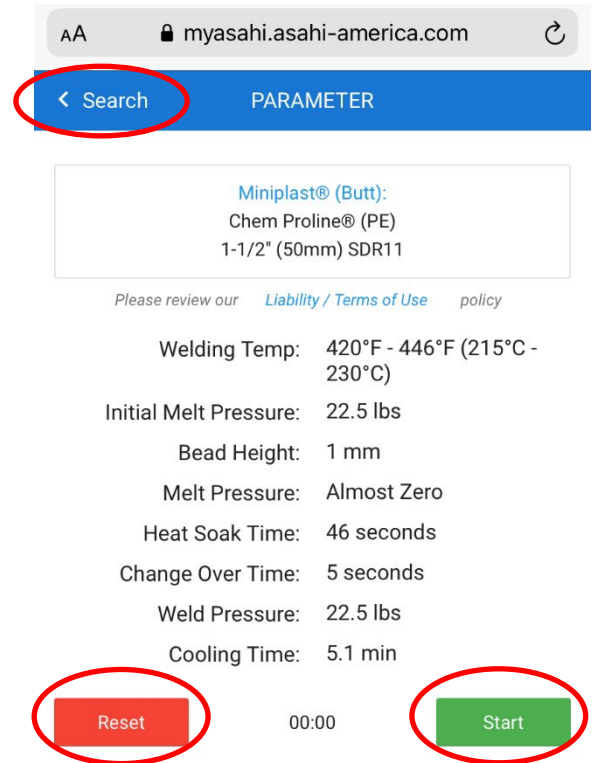 AA myasahi.asahi-america.com
< Search PARAMETER
Miniplast® (Butt):
Chem Proline® (PE)
1-1/2" (50mm) SDR11
Please review our Liability / Terms of Use policy
Welding Temp: 420°F - 446°F (215°C -
230°C)
Initial Melt Pressure: 22.5 lbs
Bead Height: 1 mm
Melt Pressure: Almost Zero
Heat Soak Time: 46 seconds
Change Over Time: 5 seconds
Weld Pressure: 22.5 lbs
Cooling Time: 5.1 min
Reset 00:00 Start